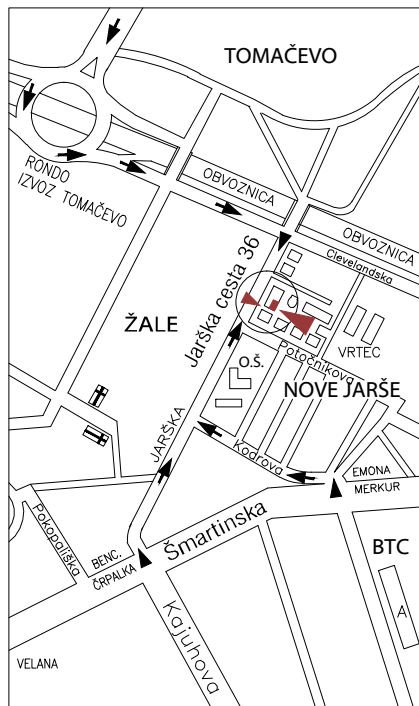 TOMAČEVO
RONDO
IZVOZ TOMAČEVO
OBVOZNICA
OBVOZNICA
Clevelandska
Jarška cesta 36
ŽALE
O.Š.
Potočnikova
VRTEC
NOVE JARŠE
JARŠKA
Kodrova
EMONA
MERKUR
Šmartinska
BTC
Pokopališka
BENC.
ČRPALKA
A
Kajuhova
VELANA